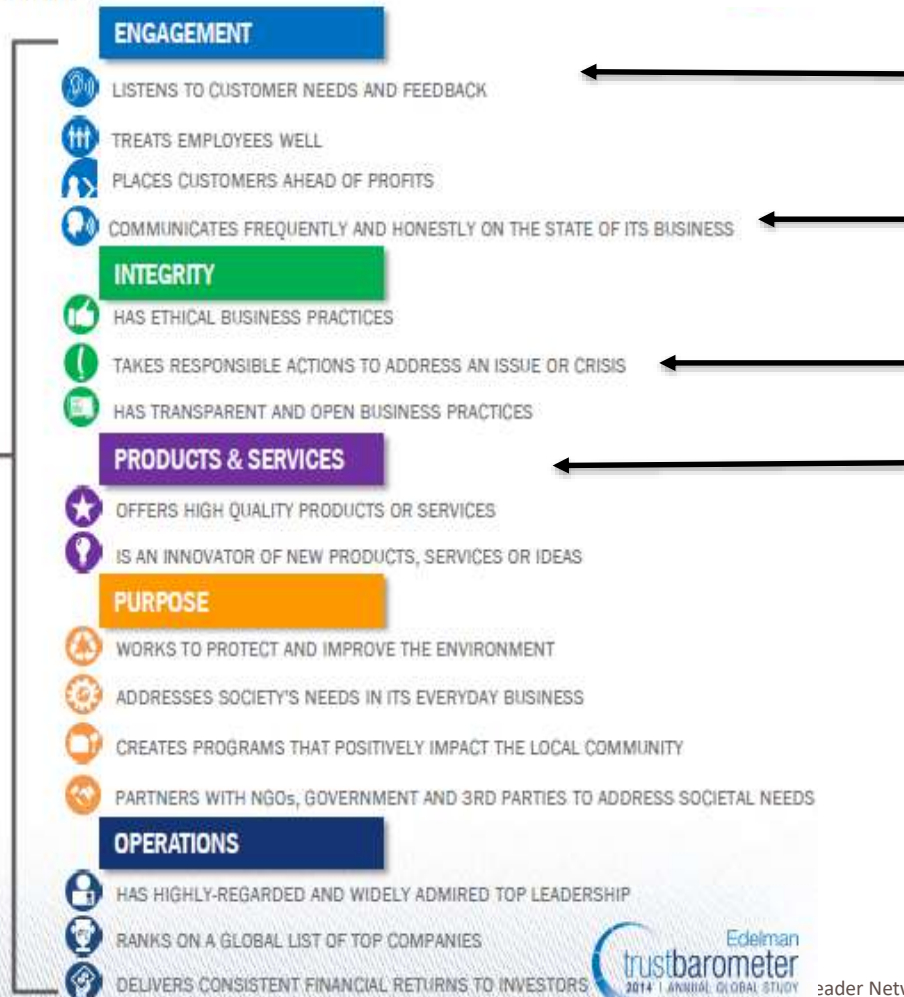 ENGAGEMENT
LISTENS TO CUSTOMER NEEDS AND FEEDBACK
TREATS EMPLOYEES WELL
PLACES CUSTOMERS AHEAD OF PROFITS
COMMUNICATES FREQUENTLY AND HONESTLY ON THE STATE OF ITS BUSINESS
INTEGRITY
HAS ETHICAL BUSINESS PRACTICES
TAKES RESPONSIBLE ACTIONS TO ADDRESS AN ISSUE OR CRISIS
HAS TRANSPARENT AND OPEN BUSINESS PRACTICES
PRODUCTS & SERVICES
OFFERS HIGH QUALITY PRODUCTS OR SERVICES
IS AN INNOVATOR OF NEW PRODUCTS, SERVICES OR IDEAS
PURPOSE
WORKS TO PROTECT AND IMPROVE THE ENVIRONMENT
ADDRESSES SOCIETY'S NEEDS IN ITS EVERYDAY BUSINESS
CREATES PROGRAMS THAT POSITIVELY IMPACT THE LOCAL COMMUNITY
PARTNERS WITH NGOs, GOVERNMENT AND 3RD PARTIES TO ADDRESS SOCIETAL NEEDS
OPERATIONS
HAS HIGHLY-REGARDED AND WIDELY ADMIRED TOP LEADERSHIP
RANKS ON A GLOBAL LIST OF TOP COMPANIES
DELIVERS CONSISTENT FINANCIAL RETURNS TO INVESTORS
Edelman
trustbarometer
2014 | ANNUAL GLOBAL STUDY